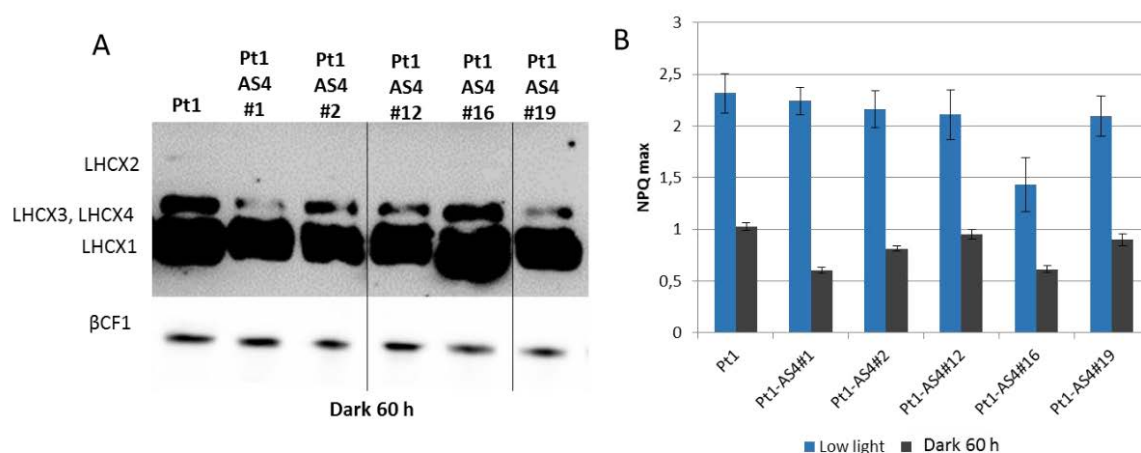 A
Pt1
Pt1 AS4 #1
Pt1 AS4 #2
Pt1 AS4 #12
Pt1 AS4 #16
Pt1 AS4 #19
LHCX2
LHCX3, LHCX4
LHCX1
βCF1
Dark 60 h
B
NPQ max
3
2,5
2
1,5
1
0,5
0
Pt1
Pt1-AS4#1
Pt1-AS4#2
Pt1-AS4#12
Pt1-AS4#16
Pt1-AS4#19
Low light
Dark 60 h